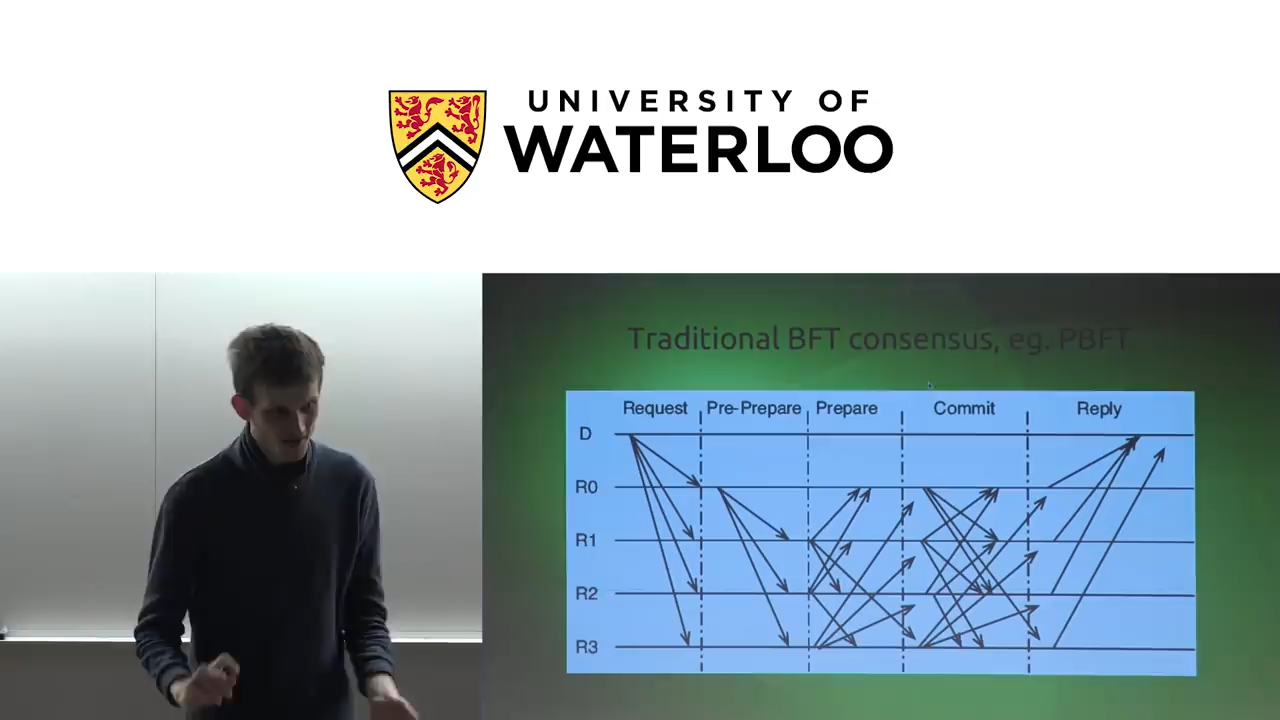 UNIVERSITY OF
WATERLOO
Traditional BFT consensus, eg. PBFT
Request Pre-Prepare Prepare Commit Reply
D
R0
R1
R2
R3